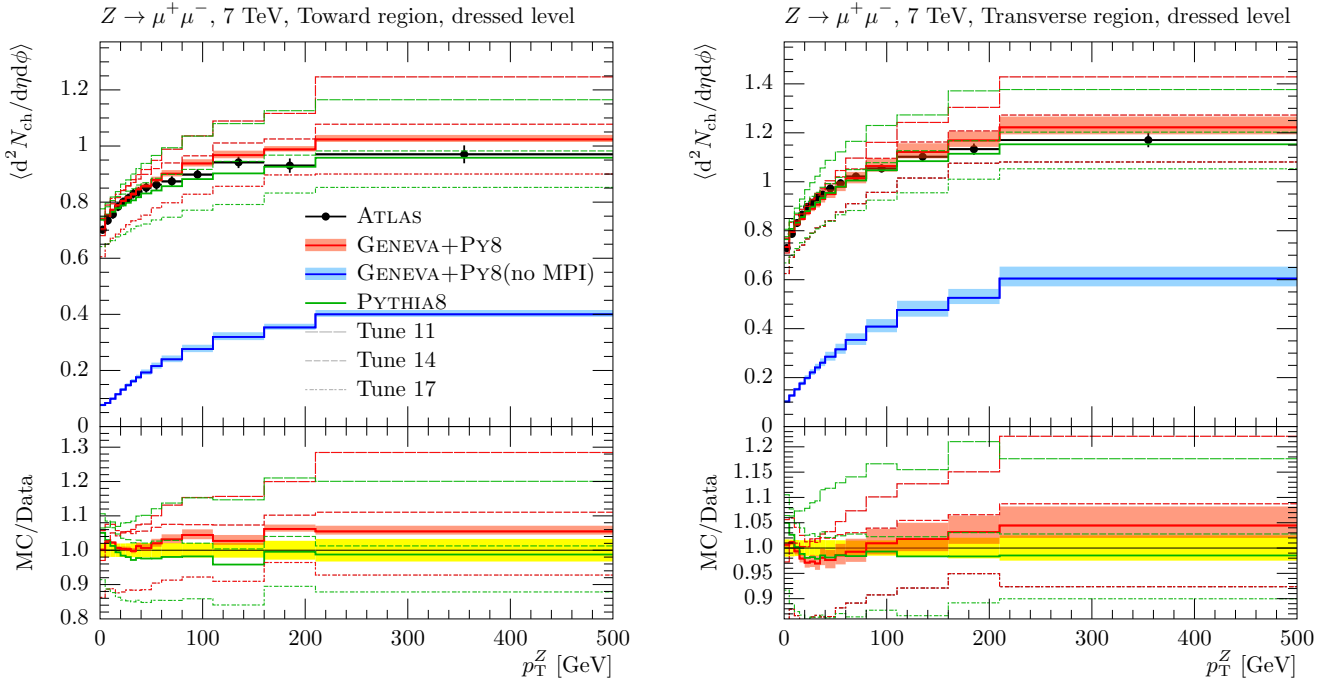 Z → μ⁺μ⁻, 7 TeV, Toward region, dressed level
⟨d² N_ch/dηdϕ⟩
1.2
1
0.8
0.6
0.4
0.2
0
ATLAS
GENEVA+PY8
GENEVA+PY8(no MPI)
PYTHIA8
Tune 11
Tune 14
Tune 17
MC/Data
1.3
1.2
1.1
1.0
0.9
0.8
0 100 200 300 400 500
p_T^Z [GeV]
Z → μ⁺μ⁻, 7 TeV, Transverse region, dressed level
⟨d² N_ch/dηdϕ⟩
1.4
1.2
1
0.8
0.6
0.4
0.2
0
MC/Data
1.2
1.15
1.1
1.05
1.0
0.95
0.9
0 100 200 300 400 500
p_T^Z [GeV]